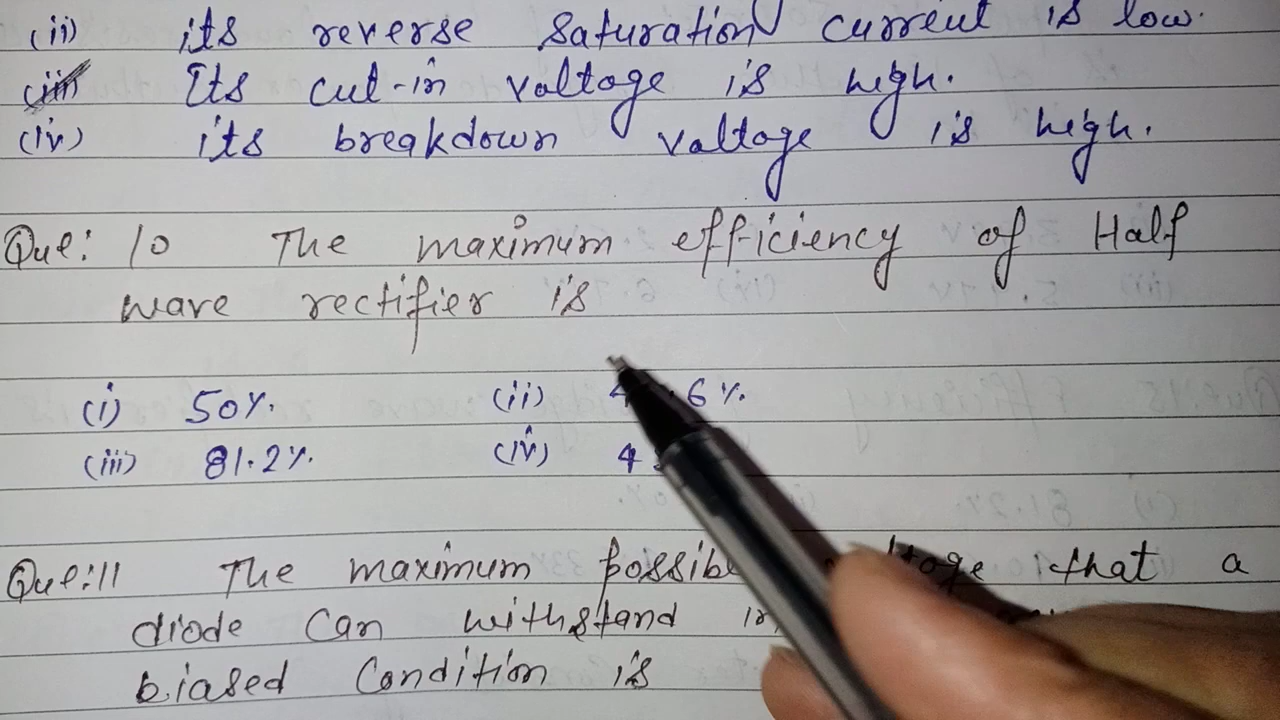 (ii) its reverse saturation current is low.
(iii) Its cut-in voltage is high.
(iv) its breakdown voltage is high.
Que: 10 The maximum efficiency of Half
wave rectifier is
(i) 50%. (ii) 6%.
(iii) 81.2%. (iv) 4
Que:11 The maximum that a
diode can withstand
biased condition is